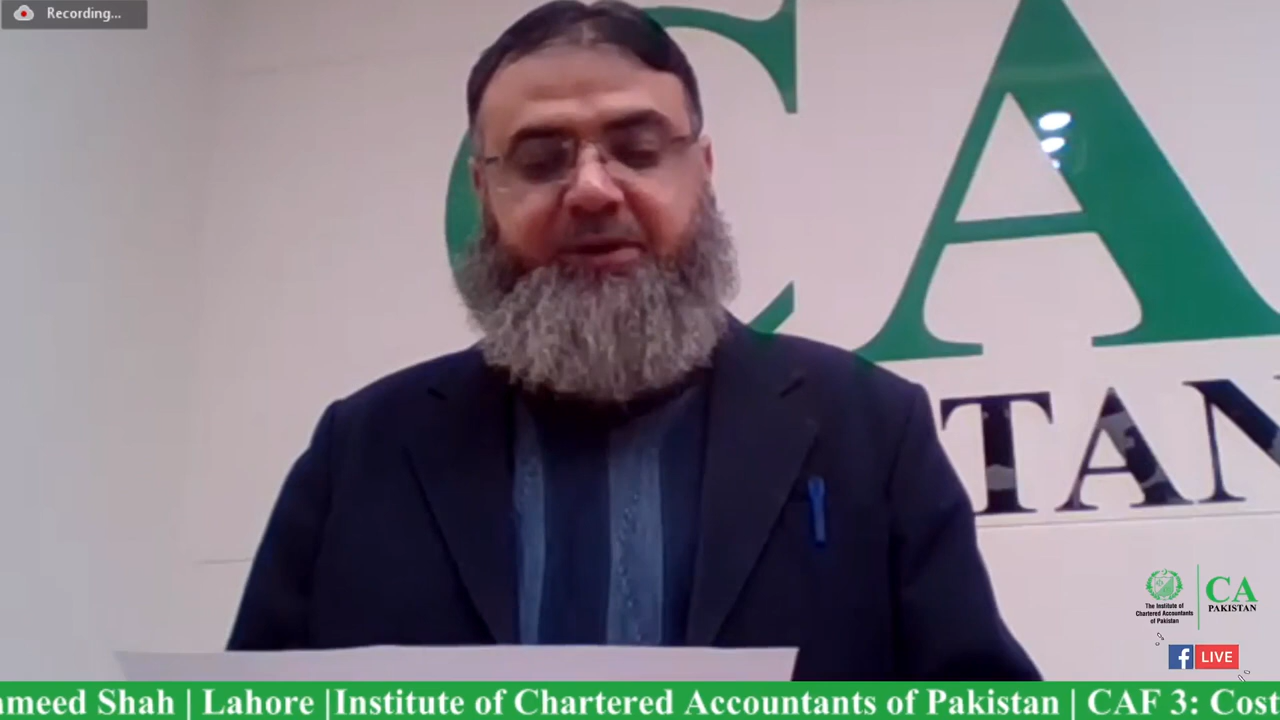 Recording...
CA
TAN
The Institute of
Chartered Accountants
of Pakistan
CA
PAKISTAN
f LIVE
ameed Shah | Lahore |Institute of Chartered Accountants of Pakistan | CAF 3: Cost